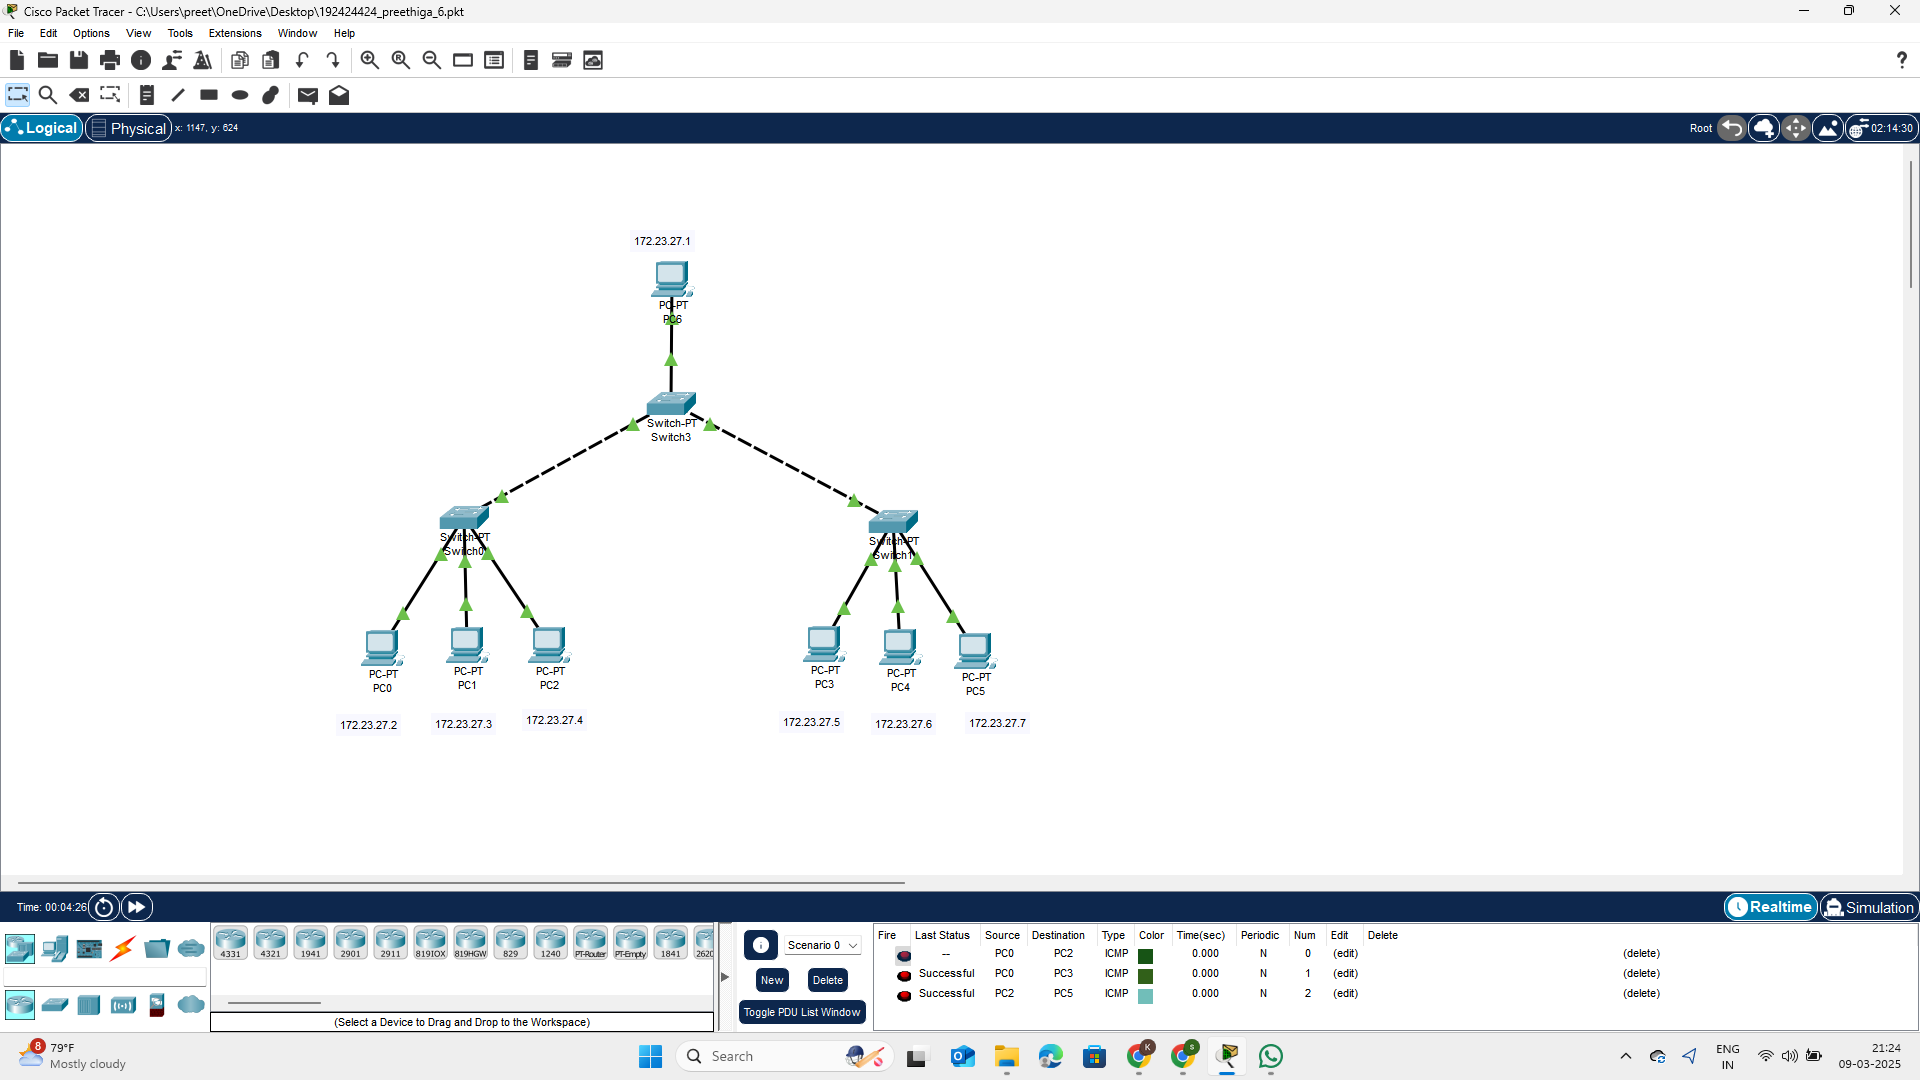 Cisco Packet Tracer - C:\Users\preet\OneDrive\Desktop\192424424_preethiga_6.pkt
File Edit Options View Tools Extensions Window Help
Logical Physical x: 1147, y: 624 Root 02:14:30
172.23.27.1
PC-PT
PC6
Switch-PT
Switch3
Switch-PT
Switch0
Switch-PT
Switch1
PC-PT
PC0
PC-PT
PC1
PC-PT
PC2
PC-PT
PC3
PC-PT
PC4
PC-PT
PC5
172.23.27.2 172.23.27.3 172.23.27.4 172.23.27.5 172.23.27.6 172.23.27.7
Time: 00:04:26 Realtime Simulation
4331 4321 1941 2901 2911 819IOX 819HGW 829 1240 PT-Router PT-Empty 1841 2620
(Select a Device to Drag and Drop to the Workspace)
Scenario 0
New Delete
Toggle PDU List Window
Fire Last Status Source Destination Type Color Time(sec) Periodic Num Edit Delete
-- PC0 PC2 ICMP 0.000 N 0 (edit) (delete)
Successful PC0 PC3 ICMP 0.000 N 1 (edit) (delete)
Successful PC2 PC5 ICMP 0.000 N 2 (edit) (delete)
8
79°F
Mostly cloudy
Search
K
S
ENG
IN
21:24
09-03-2025